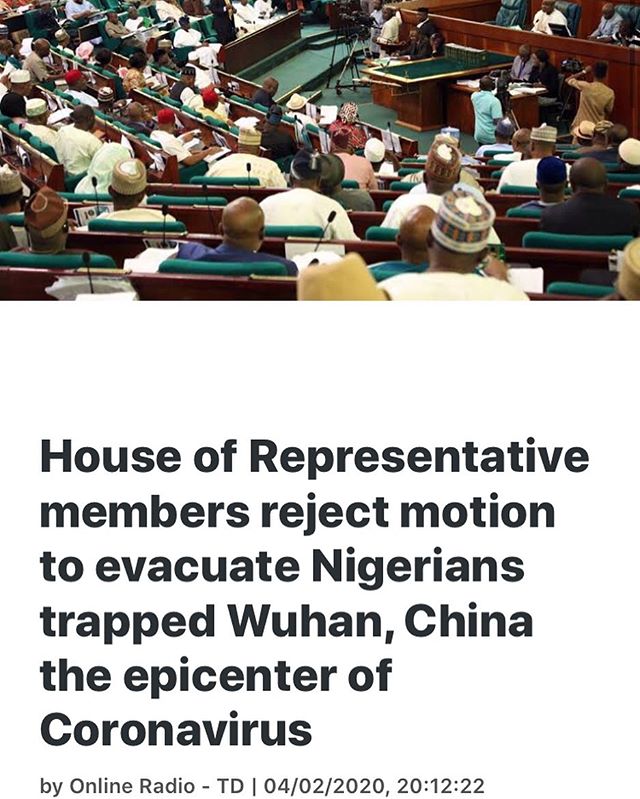 House of Representative
members reject motion
to evacuate Nigerians
trapped Wuhan, China
the epicenter of
Coronavirus
by Online Radio - TD | 04/02/2020, 20:12:22